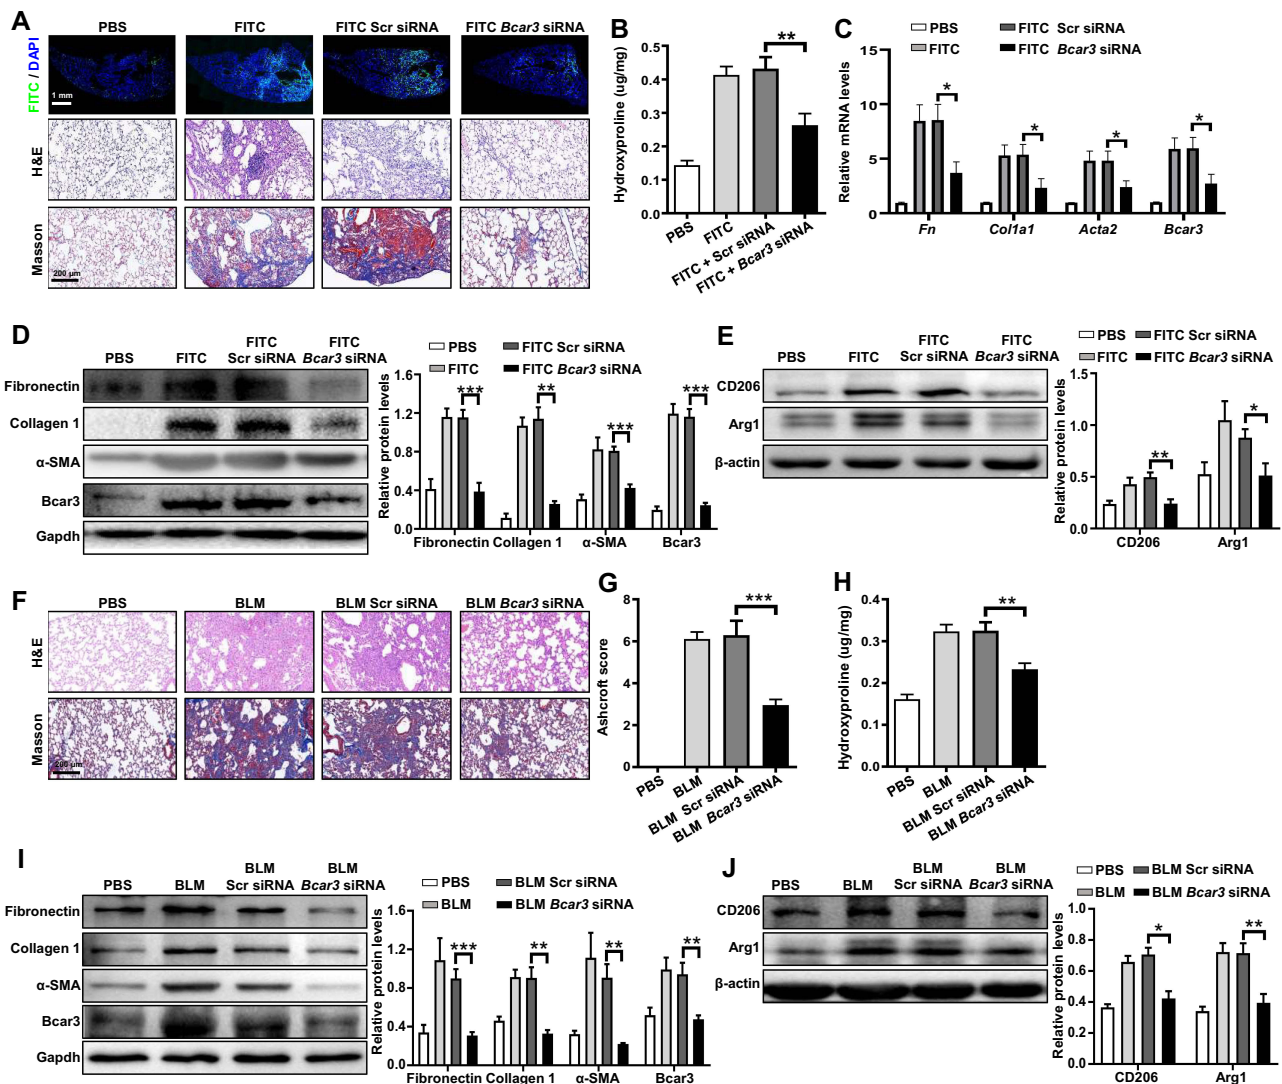 A
PBS
FITC
FITC Scr siRNA
FITC Bcar3 siRNA
FITC / DAPI
1 mm
H&E
Masson
200 μm
B
Hydroxyproline (ug/mg)
0.5
0.4
0.3
0.2
0.1
0.0
**
PBS
FITC
FITC + Scr siRNA
FITC + Bcar3 siRNA
C
PBS
FITC Scr siRNA
FITC
FITC Bcar3 siRNA
Relative mRNA levels
15
10
5
0
* * * *
Fn Col1a1 Acta2 Bcar3
D
PBS
FITC
FITC
Scr siRNA
FITC
Bcar3 siRNA
Fibronectin
Collagen 1
α-SMA
Bcar3
Gapdh
PBS
FITC Scr siRNA
FITC
FITC Bcar3 siRNA
Relative protein levels
1.6
1.2
0.8
0.4
0.0
*** ** *** ***
Fibronectin Collagen 1 α-SMA Bcar3
E
PBS
FITC
FITC
Scr siRNA
FITC
Bcar3 siRNA
CD206
Arg1
β-actin
PBS
FITC Scr siRNA
FITC
FITC Bcar3 siRNA
Relative protein levels
1.5
1.0
0.5
0.0
** *
CD206 Arg1
F
PBS
BLM
BLM Scr siRNA
BLM Bcar3 siRNA
H&E
Masson
200 μm
G
Ashcroft score
8
6
4
2
0
***
PBS
BLM
BLM Scr siRNA
BLM Bcar3 siRNA
H
Hydroxyproline (ug/mg)
0.4
0.3
0.2
0.1
0.0
**
PBS
BLM
BLM Scr siRNA
BLM Bcar3 siRNA
I
PBS
BLM
BLM
Scr siRNA
BLM
Bcar3 siRNA
Fibronectin
Collagen 1
α-SMA
Bcar3
Gapdh
PBS
BLM Scr siRNA
BLM
BLM Bcar3 siRNA
Relative protein levels
1.6
1.2
0.8
0.4
0.0
*** ** ** **
Fibronectin Collagen 1 α-SMA Bcar3
J
PBS
BLM
BLM
Scr siRNA
BLM
Bcar3 siRNA
CD206
Arg1
β-actin
PBS
BLM Scr siRNA
BLM
BLM Bcar3 siRNA
Relative protein levels
1.0
0.8
0.6
0.4
0.2
0.0
* **
CD206 Arg1